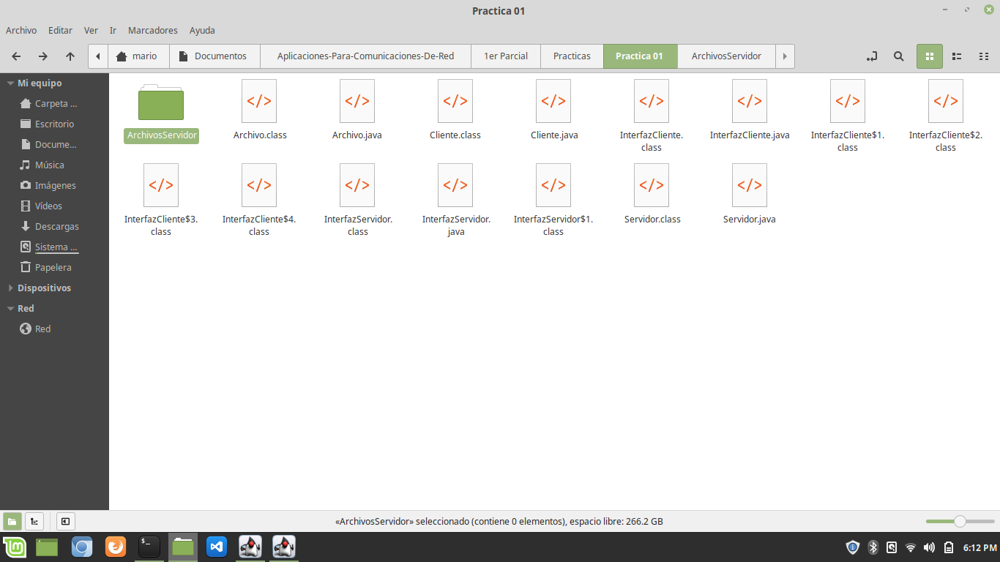 Practica 01
Archivo Editar Ver Ir Marcadores Ayuda
mario Documentos Aplicaciones-Para-Comunicaciones-De-Red 1er Parcial Practicas Practica 01 ArchivosServidor
Mi equipo
Carpeta ...
Escritorio
Docume...
Música
Imágenes
Vídeos
Descargas
Sistema ...
Papelera
Dispositivos
Red
Red
</> </> </> </> </> </> </> </>
ArchivosServidor Archivo.class Archivo.java Cliente.class Cliente.java InterfazCliente. InterfazCliente.java InterfazCliente$1. InterfazCliente$2.
class class class
</> </> </> </> </> </> </>
InterfazCliente$3. InterfazCliente$4. InterfazServidor. InterfazServidor. InterfazServidor$1. Servidor.class Servidor.java
class class class java class
«ArchivosServidor» seleccionado (contiene 0 elementos), espacio libre: 266.2 GB
$_
6:12 PM